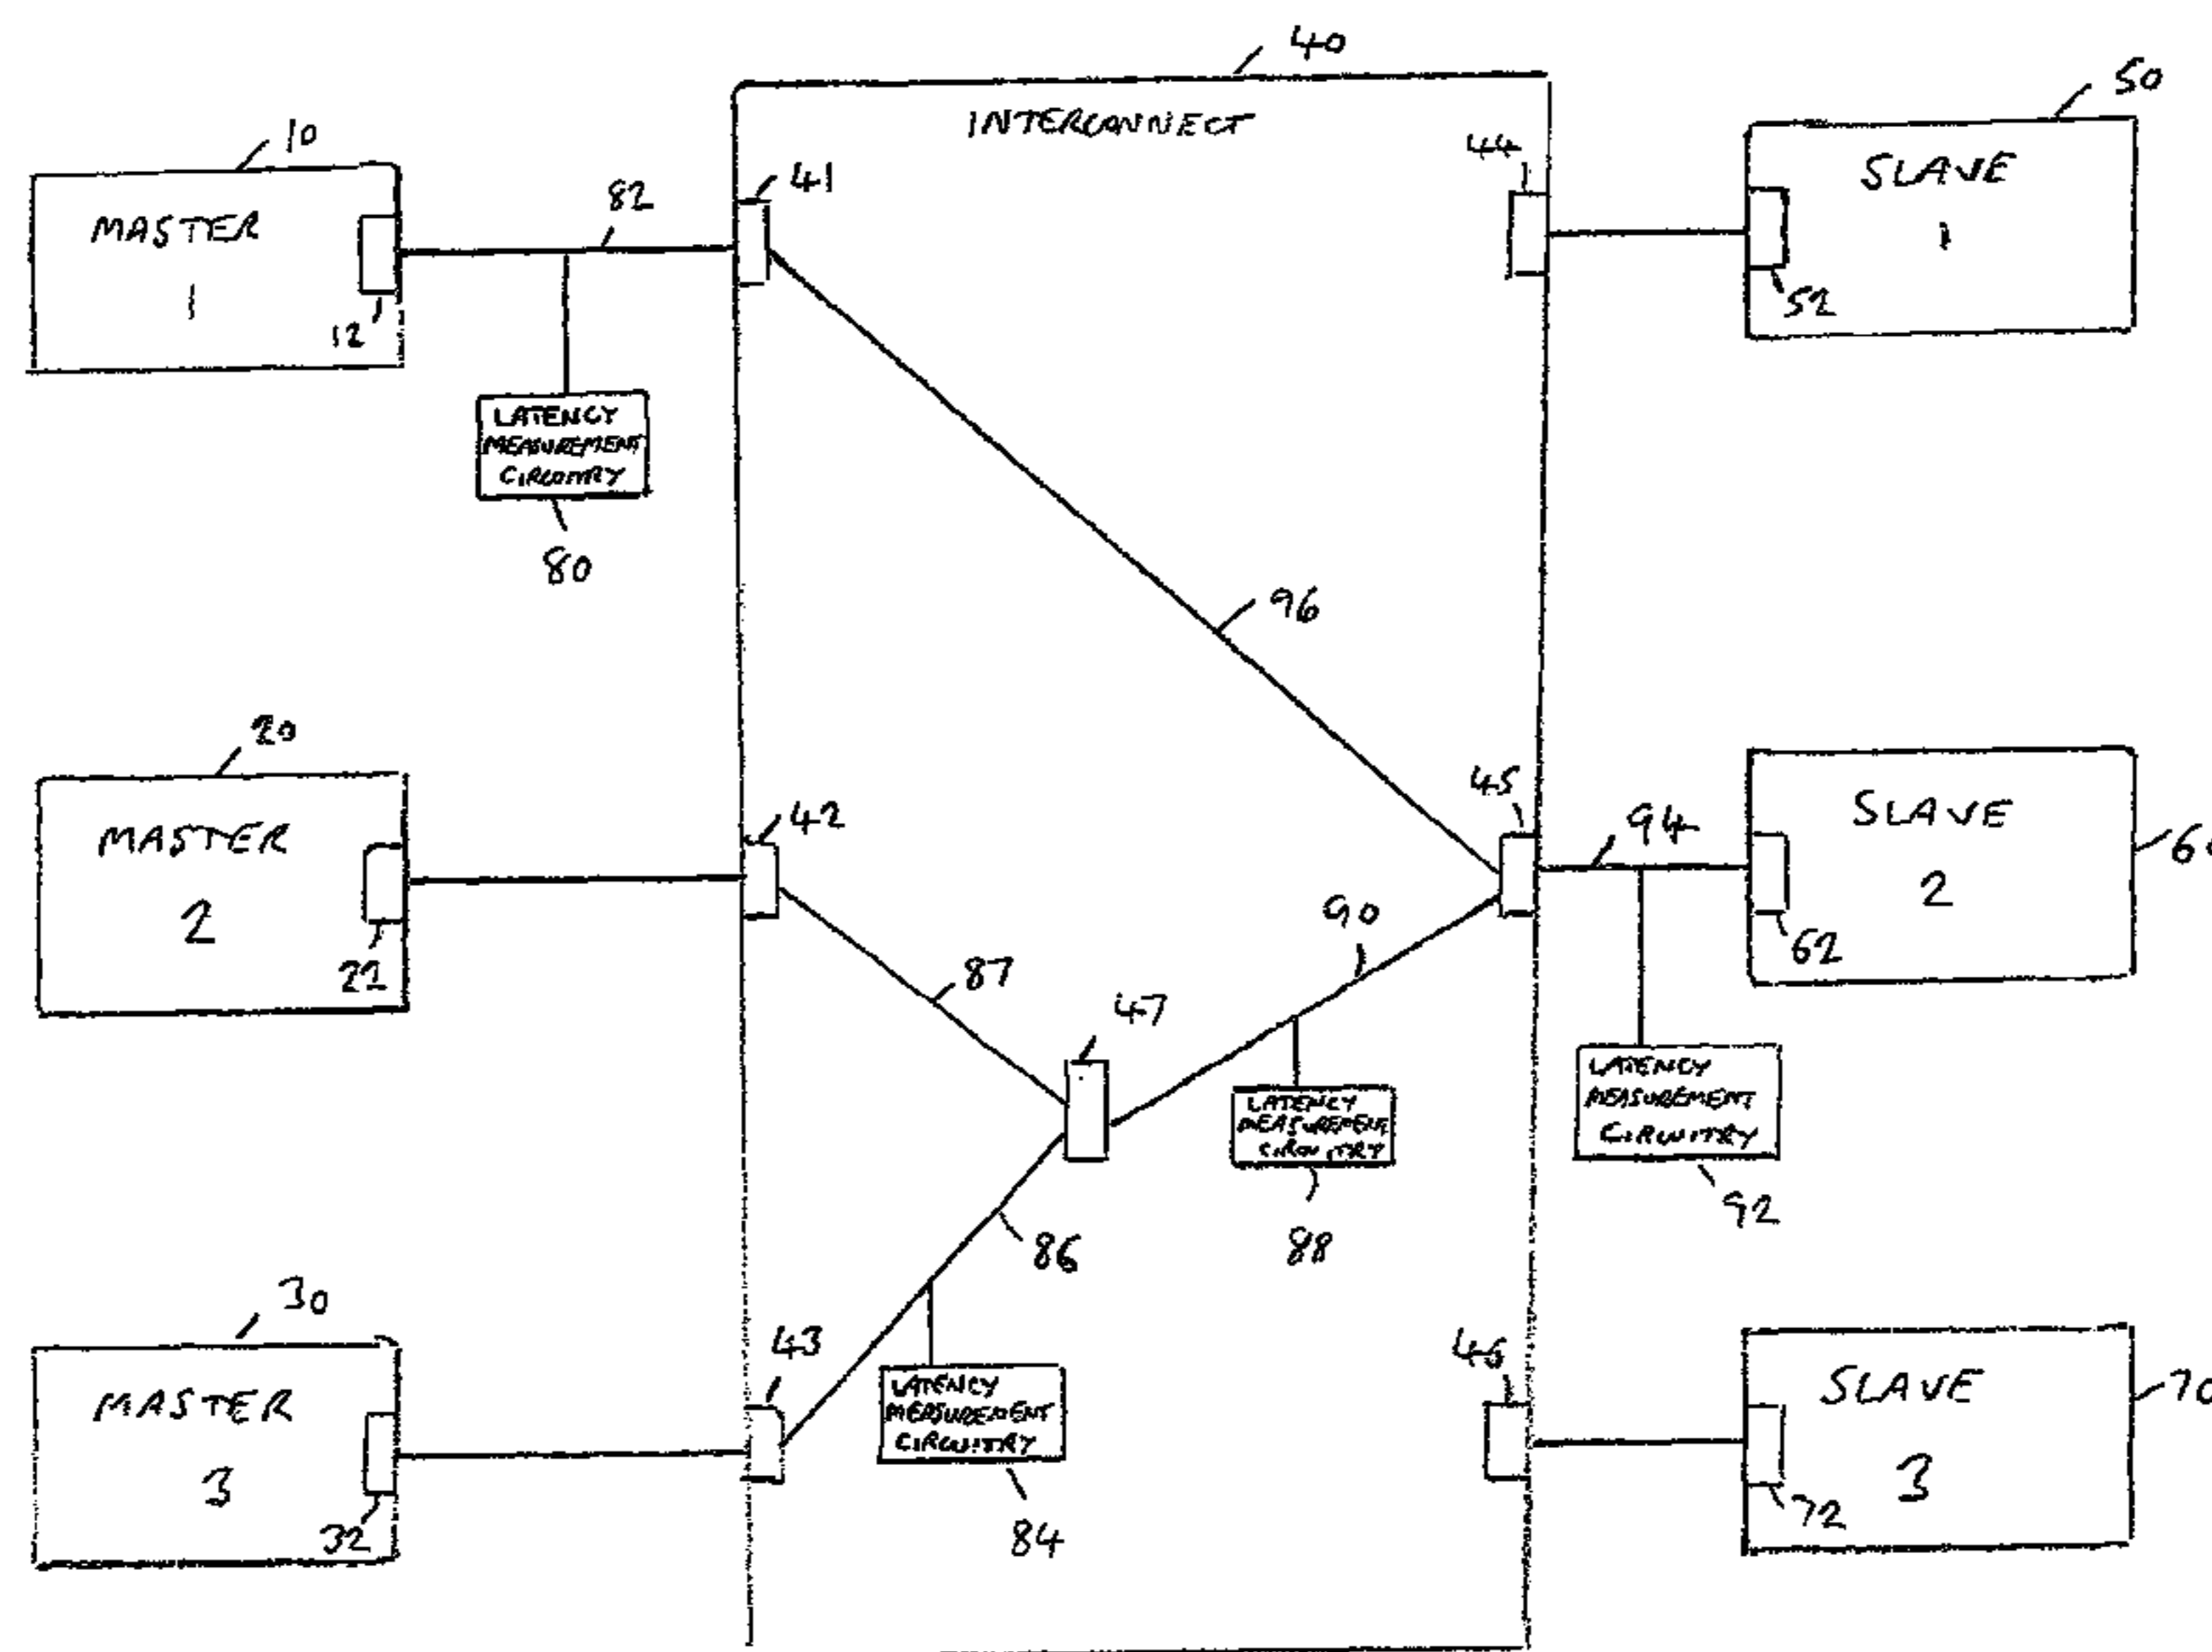 40
INTERCONNECT
50
10
MASTER
1
12
82
41
44
SLAVE
1
52
LATENCY
MEASUREMENT
CIRCUITRY
80
96
20
MASTER
2
22
42
45
94
SLAVE
2
62
87
47
90
LATENCY
MEASUREMENT
CIRCUITRY
88
LATENCY
MEASUREMENT
CIRCUITRY
92
86
30
MASTER
3
32
43
LATENCY
MEASUREMENT
CIRCUITRY
84
46
SLAVE
3
70
72